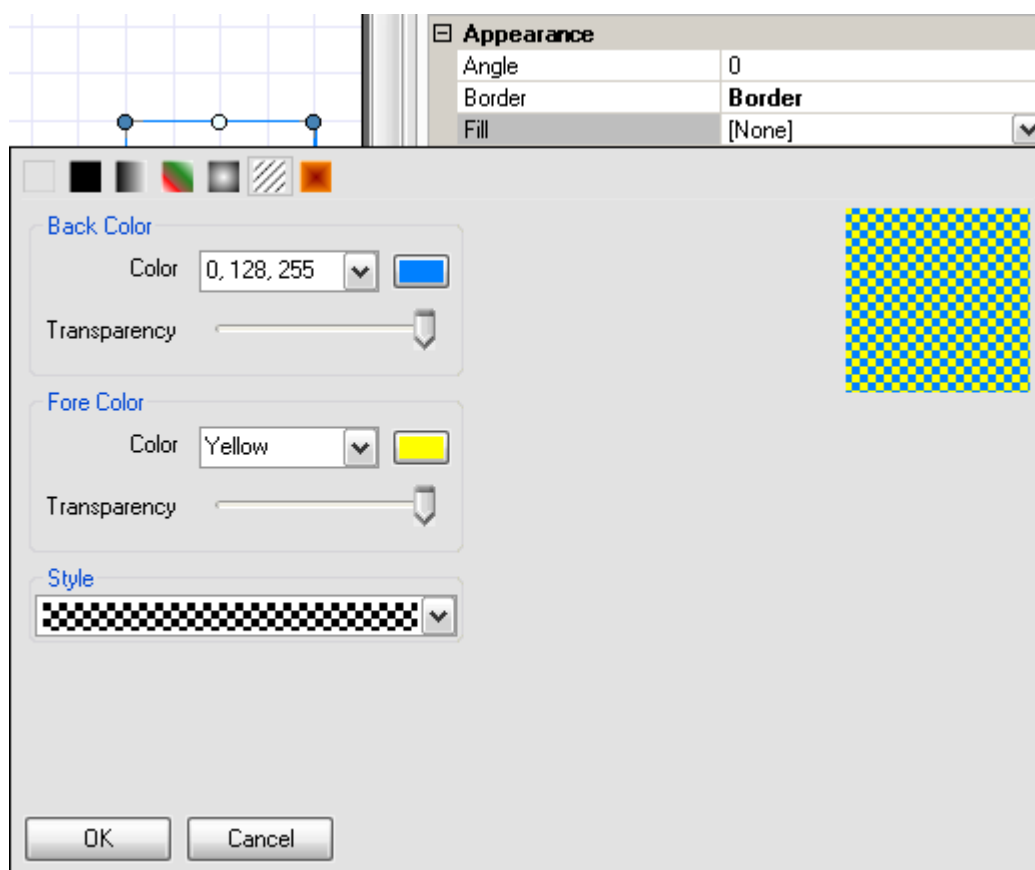 Appearance
Angle 0
Border Border
Fill [None]
Back Color
Color 0, 128, 255
Transparency
Fore Color
Color Yellow
Transparency
Style
OK Cancel